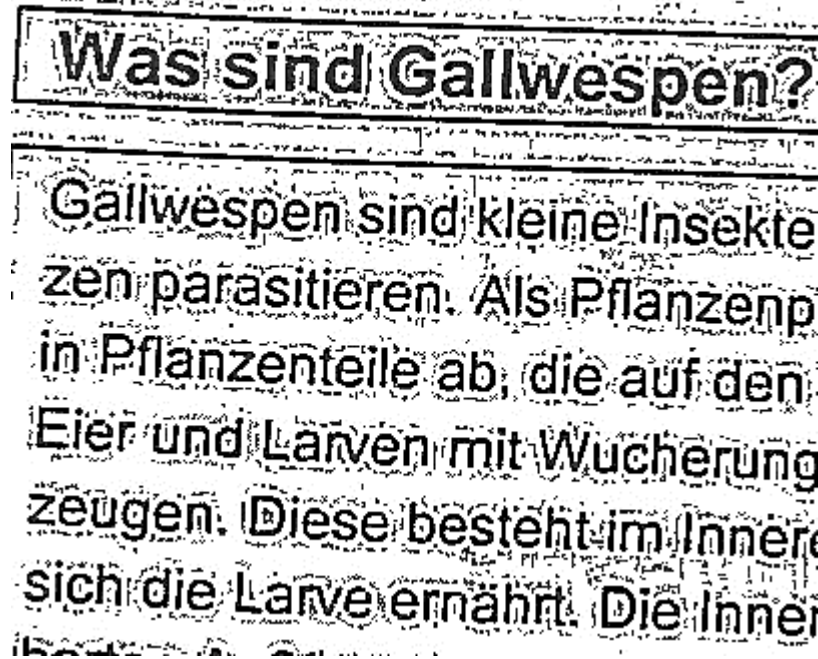 Was sind Gallwespen?
Gallwespen sind kleine Insekte
zen parasitieren. Als Pflanzenp
in Pflanzenteile ab, die auf den
Eier und Larven mit Wucherung
zeugen. Diese besteht im Innere
sich die Larve ernährt. Die Inner